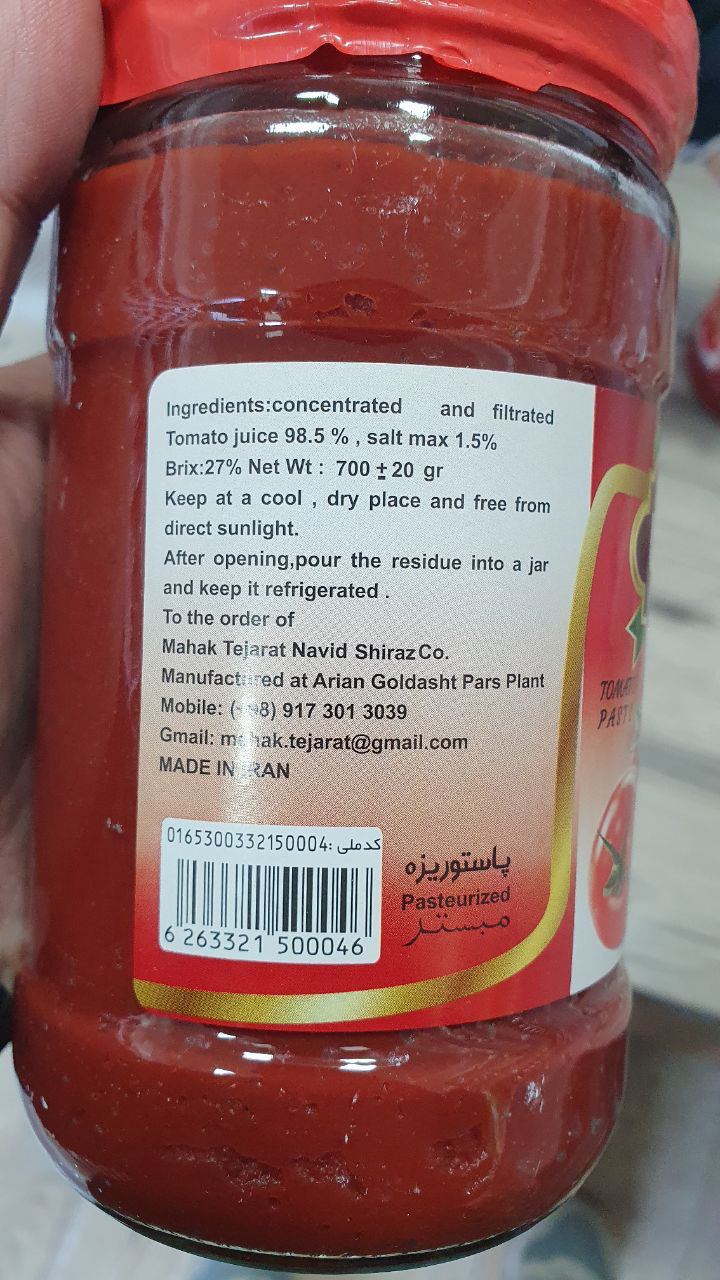 Ingredients:concentrated and filtrated
Tomato juice 98.5 % , salt max 1.5%
Brix:27% Net Wt : 700 ± 20 gr
Keep at a cool , dry place and free from
direct sunlight.
After opening,pour the residue into a jar
and keep it refrigerated .
To the order of
Mahak Tejarat Navid Shiraz Co.
Manufactured at Arian Goldasht Pars Plant
Mobile: (+98) 917 301 3039
Gmail: mahak.tejarat@gmail.com
MADE IN IRAN
کدملی :0165300332150004
6 263321 500046
پاستوریزه
Pasteurized
مبستر
TOMATO
PAST